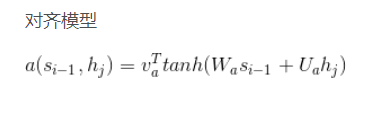 对齐模型
a(s_{i-1}, h_j) = v_a^T tanh(W_a s_{i-1} + U_a h_j)